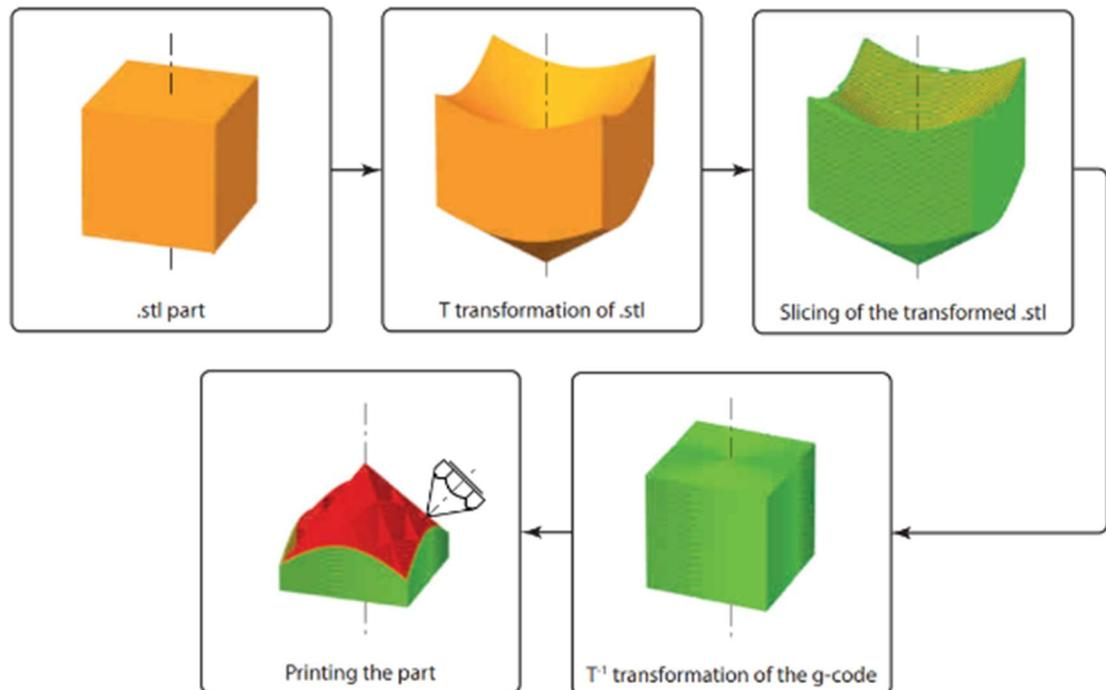 .stl part
T transformation of .stl
Slicing of the transformed .stl
Printing the part
T⁻¹ transformation of the g-code